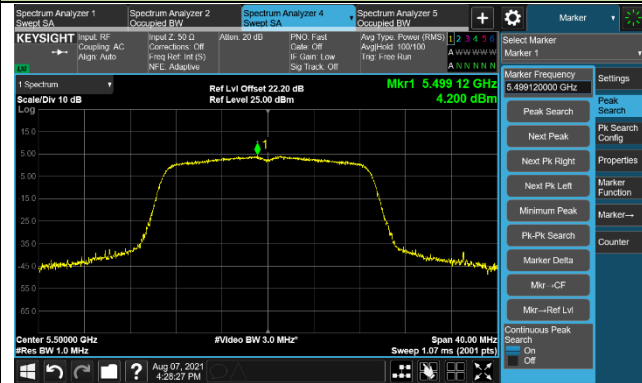 Spectrum Analyzer 1
Swept SA
Spectrum Analyzer 2
Occupied BW
Spectrum Analyzer 4
Swept SA
Spectrum Analyzer 5
Occupied BW
Marker
KEYSIGHT
Input: RF
Coupling: AC
Align: Auto
Input Z: 50 Ω
Corrections: Off
Freq Ref: Int (S)
NFE: Adaptive
Atten: 20 dB
PNO: Fast
Gate: Off
IF Gain: Low
Sig Track: Off
Avg Type: Power (RMS)
Avg|Hold: 100/100
Trig: Free Run
1 2 3 4 5 6
A W W W W W
A N N N N N
LXI
Select Marker
Marker 1
1 Spectrum
Scale/Div 10 dB
Log
Ref Lvl Offset 22.20 dB
Ref Level 25.00 dBm
Mkr1 5.499 12 GHz
4.200 dBm
15.0
5.00
-5.00
-15.0
-25.0
-35.0
-45.0
-55.0
-65.0
1
Center 5.50000 GHz
#Res BW 1.0 MHz
#Video BW 3.0 MHz*
Span 40.00 MHz
Sweep 1.07 ms (2001 pts)
Marker Frequency
5.499120000 GHz
Peak Search
Next Peak
Next Pk Right
Next Pk Left
Minimum Peak
Pk-Pk Search
Marker Delta
Mkr→CF
Mkr→Ref Lvl
Continuous Peak
Search
On
Off
Settings
Peak
Search
Pk Search
Config
Properties
Marker
Function
Marker→
Counter
Aug 07, 2021
4:28:27 PM